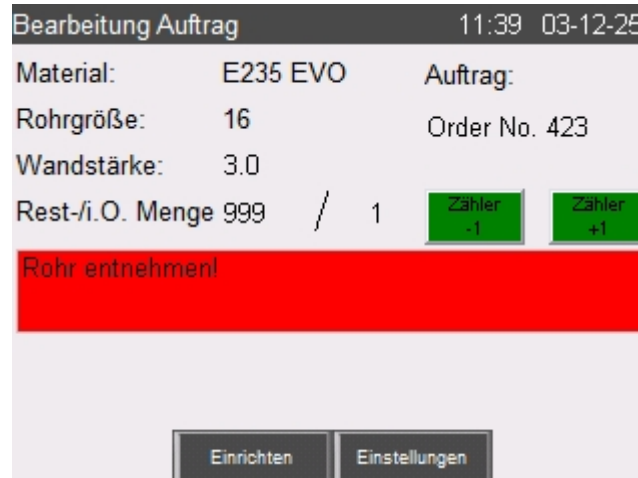 Bearbeitung Auftrag 11:39 03-12-25
Material: E235 EVO Auftrag:
Rohrgröße: 16 Order No. 423
Wandstärke: 3.0
Rest-/i.O. Menge 999 / 1 Zähler -1 Zähler +1
Rohr entnehmen!
Einrichten Einstellungen